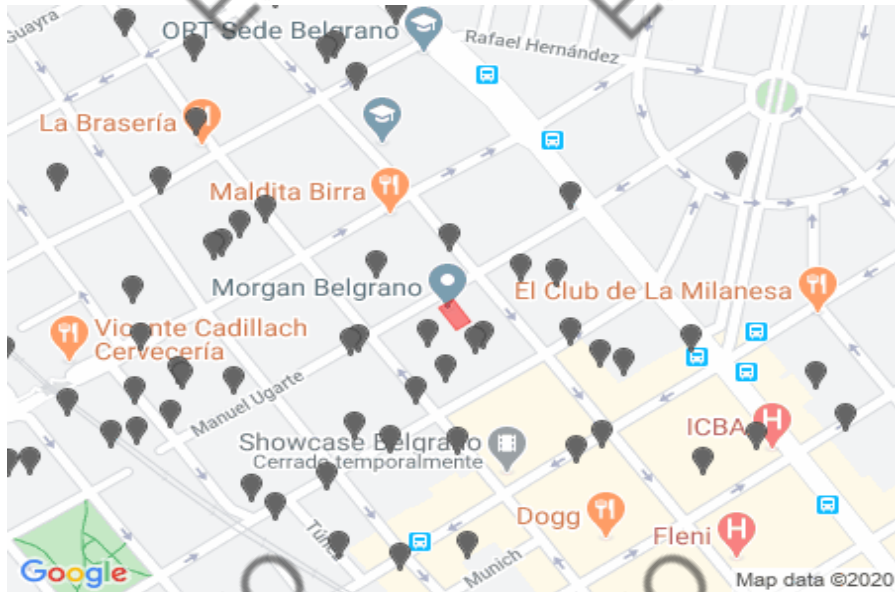 Guayra
ORT Sede Belgrano
Rafael Hernández
La Brasería
Maldita Birra
Morgan Belgrano
El Club de La Milanesa
Vicente Cadillach
Cervecería
Manuel Ugarte
ICBA
Showcase Belgrano
Cerrado temporalmente
Dogg
Fleni
Túnez
Munich
Google
Map data ©2020